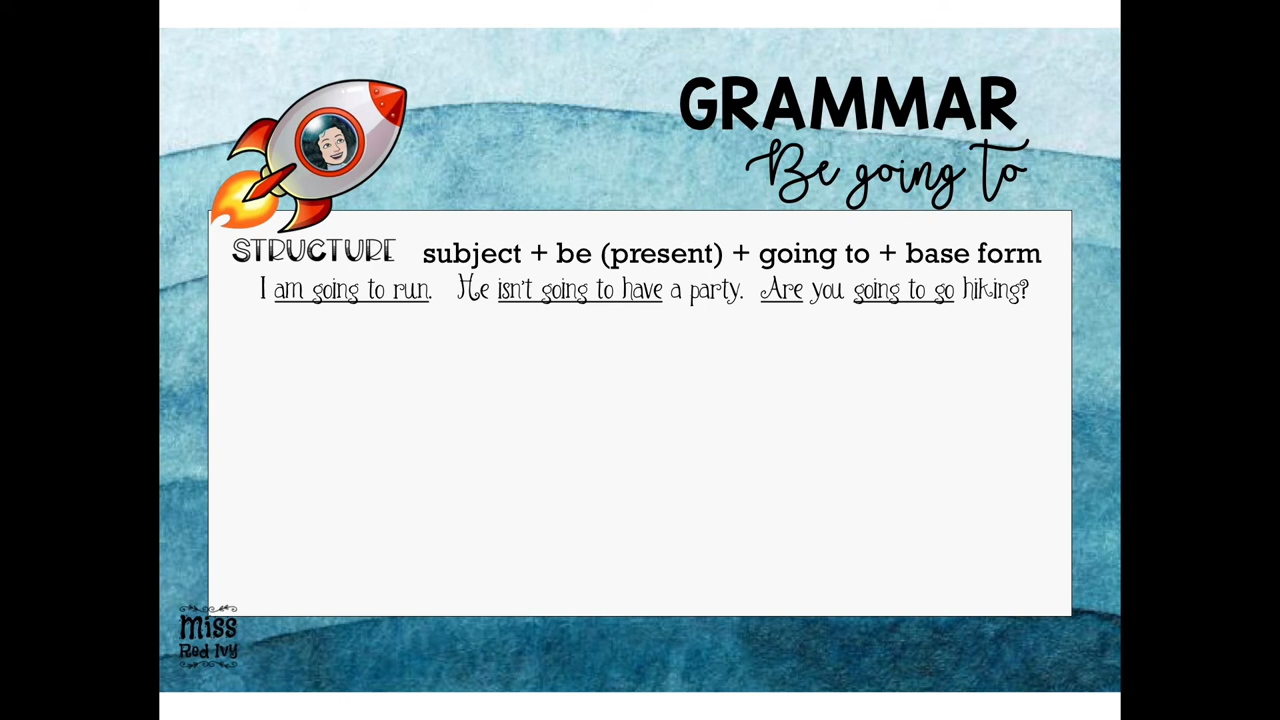 GRAMMAR
Be going to
STRUCTURE subject + be (present) + going to + base form
I am going to run. He isn't going to have a party. Are you going to go hiking?
Miss
Red Ivy